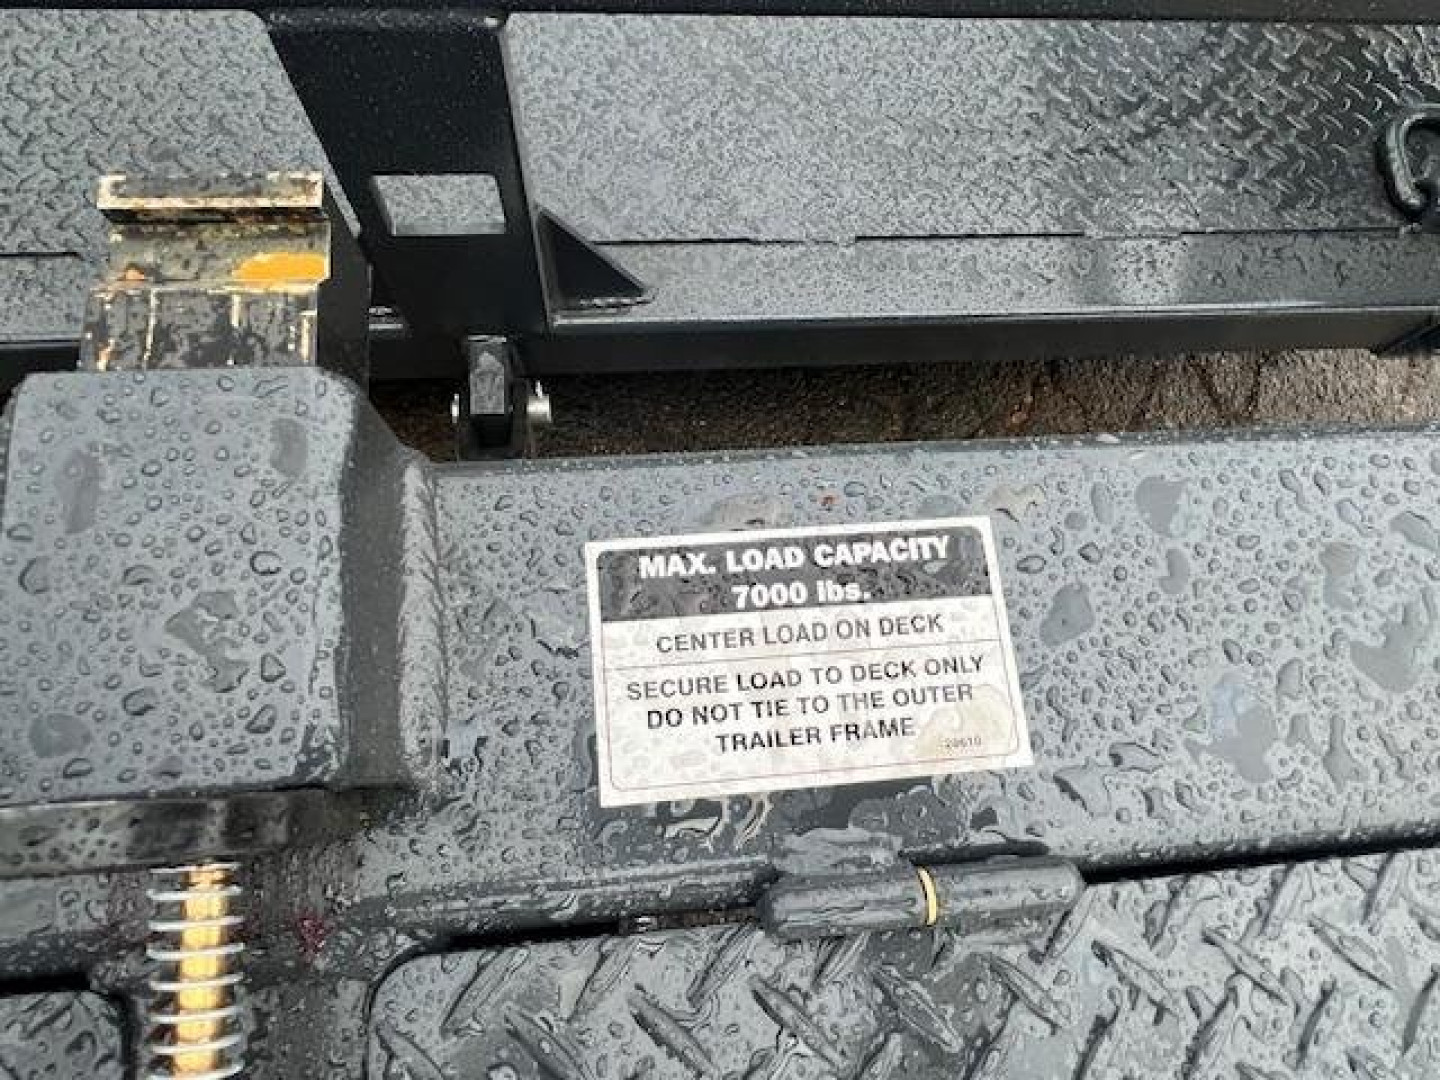 MAX. LOAD CAPACITY
7000 lbs.
CENTER LOAD ON DECK
SECURE LOAD TO DECK ONLY
DO NOT TIE TO THE OUTER
TRAILER FRAME